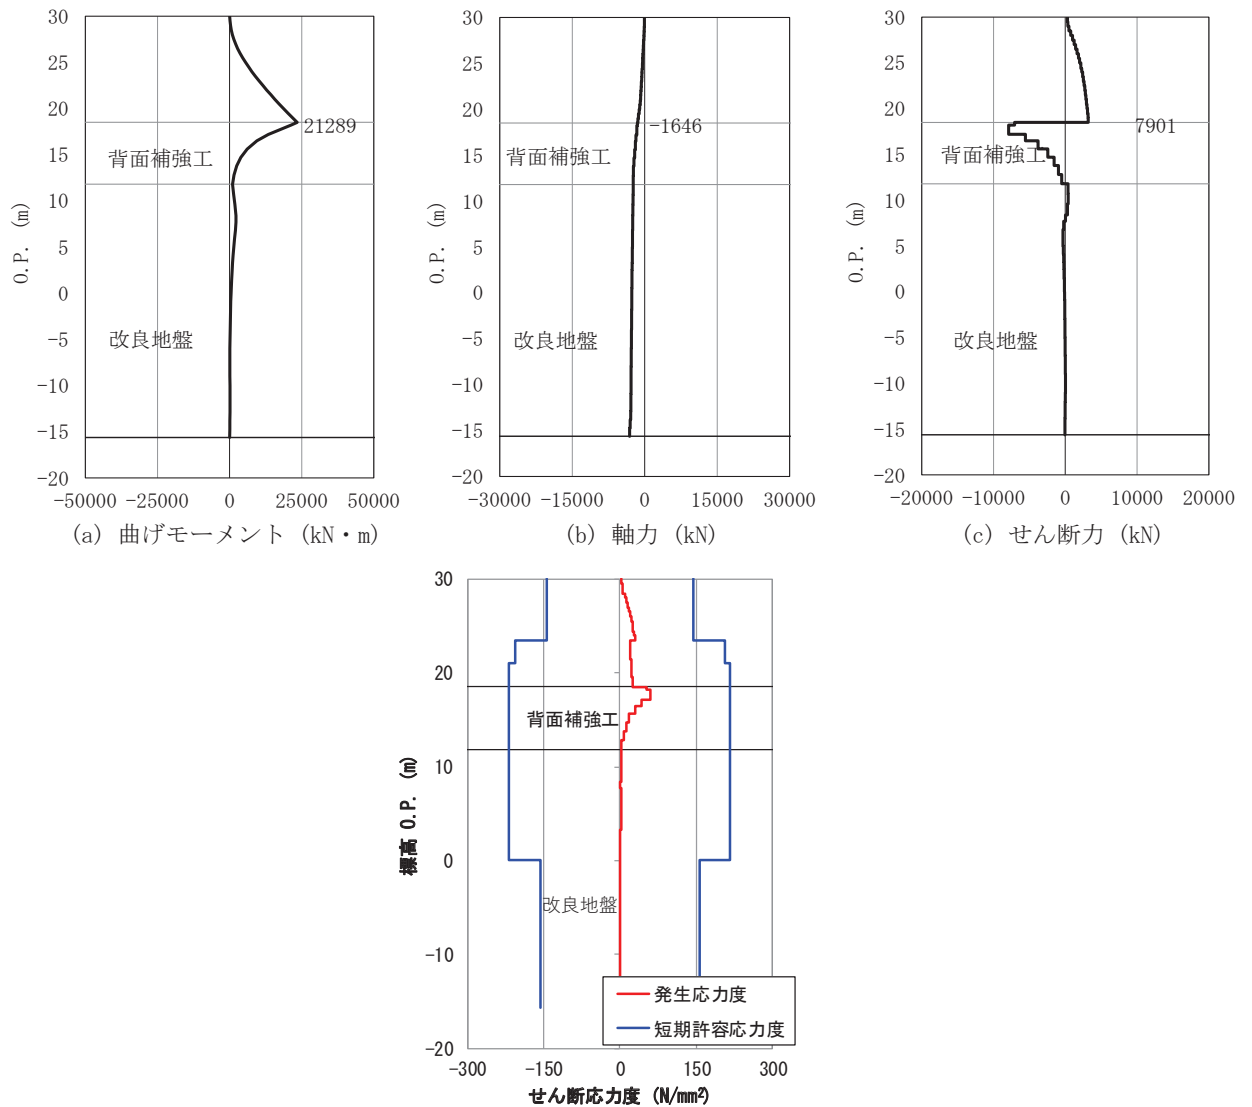 30
25
20
15
10
5
0
-5
-10
-15
-20
O.P. (m)
21289
背面補強工
改良地盤
-50000 -25000 0 25000 50000
(a) 曲げモーメント (kN・m)
30
25
20
15
10
5
0
-5
-10
-15
-20
O.P. (m)
-1646
背面補強工
改良地盤
-30000 -15000 0 15000 30000
(b) 軸力 (kN)
30
25
20
15
10
5
0
-5
-10
-15
-20
O.P. (m)
7901
背面補強工
改良地盤
-20000 -10000 0 10000 20000
(c) せん断力 (kN)
30
20
10
0
-10
-20
標高 O.P. (m)
背面補強工
改良地盤
発生応力度
短期許容応力度
-300 -150 0 150 300
せん断応力度 (N/mm²)